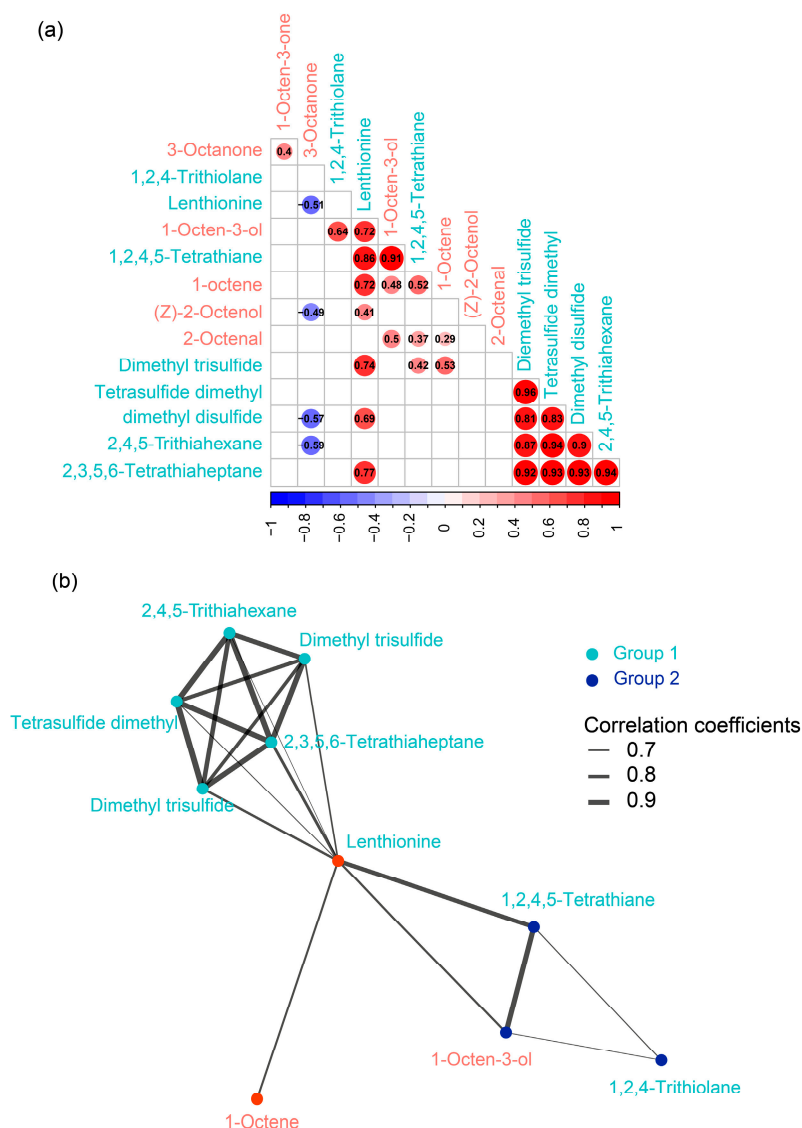 (a)
1-Octen-3-one
3-Octanone
1,2,4-Trithiolane
Lenthionine
1-Octen-3-ol
1,2,4,5-Tetrathiane
1-Octene
(Z)-2-Octenol
2-Octenal
Diemethyl trisulfide
Tetrasulfide dimethyl
Dimethyl disulfide
2,4,5-Trithiahexane
3-Octanone 0.4
1,2,4-Trithiolane
Lenthionine -0.51
1-Octen-3-ol 0.64 0.72
1,2,4,5-Tetrathiane 0.86 0.91
1-octene 0.72 0.48 0.52
(Z)-2-Octenol -0.49 0.41
2-Octenal 0.5 0.37 0.29
Dimethyl trisulfide 0.74 0.42 0.53
Tetrasulfide dimethyl 0.96
dimethyl disulfide -0.57 0.69 0.81 0.83
2,4,5-Trithiahexane -0.59 0.87 0.94 0.9
2,3,5,6-Tetrathiaheptane 0.77 0.92 0.93 0.93 0.94
-1 -0.8 -0.6 -0.4 -0.2 0 0.2 0.4 0.6 0.8 1
(b)
2,4,5-Trithiahexane
Dimethyl trisulfide
Tetrasulfide dimethyl
2,3,5,6-Tetrathiaheptane
Dimethyl trisulfide
Lenthionine
1,2,4,5-Tetrathiane
1-Octen-3-ol
1,2,4-Trithiolane
1-Octene
Group 1
Group 2
Correlation coefficients
0.7
0.8
0.9